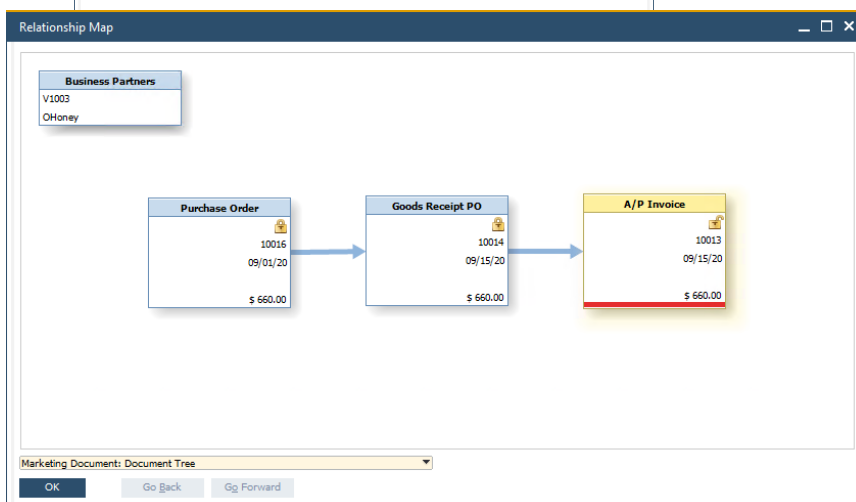 Relationship Map
Business Partners
V1003
OHoney
Purchase Order
10016
09/01/20
$ 660.00
Goods Receipt PO
10014
09/15/20
$ 660.00
A/P Invoice
10013
09/15/20
$ 660.00
Marketing Document: Document Tree
OK
Go Back
Go Forward